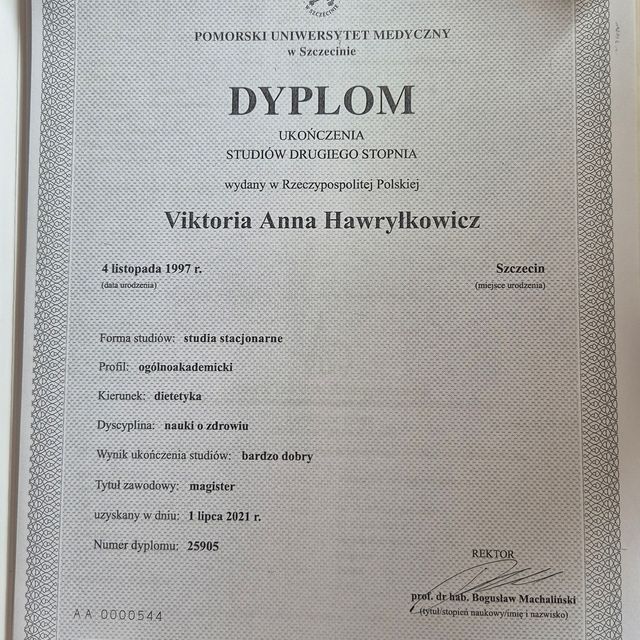 W SZCZECINIE
POMORSKI UNIWERSYTET MEDYCZNY
w Szczecinie
DYPLOM
UKOŃCZENIA
STUDIÓW DRUGIEGO STOPNIA
wydany w Rzeczypospolitej Polskiej
Viktoria Anna Hawryłkowicz
4 listopada 1997 r. Szczecin
(data urodzenia) (miejsce urodzenia)
Forma studiów: studia stacjonarne
Profil: ogólnoakademicki
Kierunek: dietetyka
Dyscyplina: nauki o zdrowiu
Wynik ukończenia studiów: bardzo dobry
Tytuł zawodowy: magister
uzyskany w dniu: 1 lipca 2021 r.
Numer dyplomu: 25905
REKTOR
prof. dr hab. Bogusław Machaliński
(tytuł/stopień naukowy/imię i nazwisko)
AA 0000544